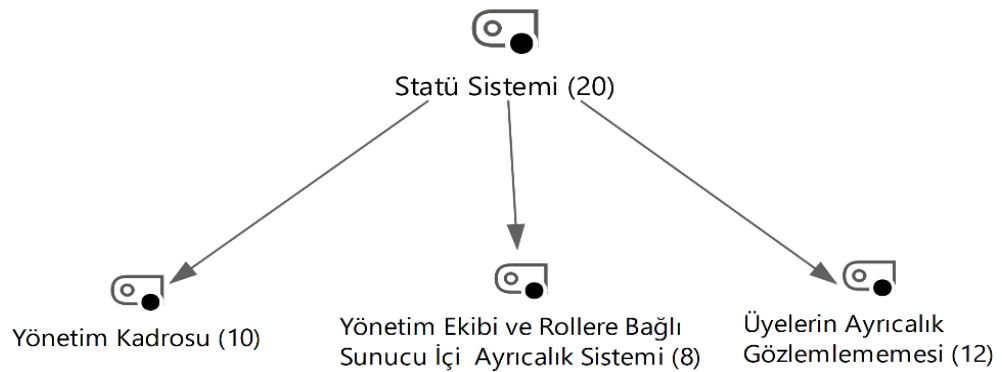 Statü Sistemi (20)
Yönetim Kadrosu (10)
Yönetim Ekibi ve Rollere Bağlı
Sunucu İçi  Ayrıcalık Sistemi (8)
Üyelerin Ayrıcalık
Gözlemlememesi (12)